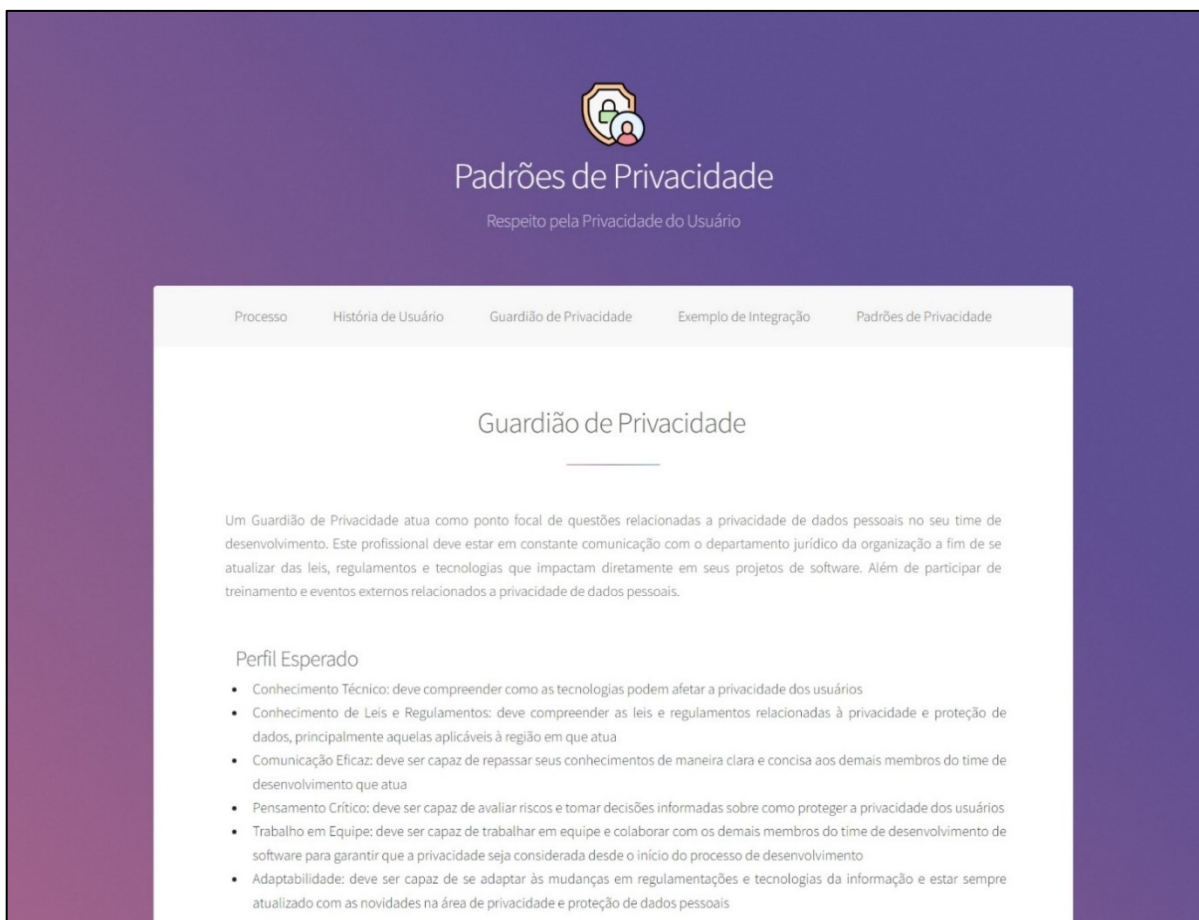 Padrões de Privacidade
Respeito pela Privacidade do Usuário
Processo História de Usuário Guardião de Privacidade Exemplo de Integração Padrões de Privacidade
Guardião de Privacidade
Um Guardião de Privacidade atua como ponto focal de questões relacionadas a privacidade de dados pessoais no seu time de
desenvolvimento. Este profissional deve estar em constante comunicação com o departamento jurídico da organização a fim de se
atualizar das leis, regulamentos e tecnologias que impactam diretamente em seus projetos de software. Além de participar de
treinamento e eventos externos relacionados a privacidade de dados pessoais.
Perfil Esperado
• Conhecimento Técnico: deve compreender como as tecnologias podem afetar a privacidade dos usuários
• Conhecimento de Leis e Regulamentos: deve compreender as leis e regulamentos relacionadas à privacidade e proteção de
dados, principalmente aquelas aplicáveis à região em que atua
• Comunicação Eficaz: deve ser capaz de repassar seus conhecimentos de maneira clara e concisa aos demais membros do time de
desenvolvimento que atua
• Pensamento Crítico: deve ser capaz de avaliar riscos e tomar decisões informadas sobre como proteger a privacidade dos usuários
• Trabalho em Equipe: deve ser capaz de trabalhar em equipe e colaborar com os demais membros do time de desenvolvimento de
software para garantir que a privacidade seja considerada desde o início do processo de desenvolvimento
• Adaptabilidade: deve ser capaz de se adaptar às mudanças em regulamentações e tecnologias da informação e estar sempre
atualizado com as novidades na área de privacidade e proteção de dados pessoais